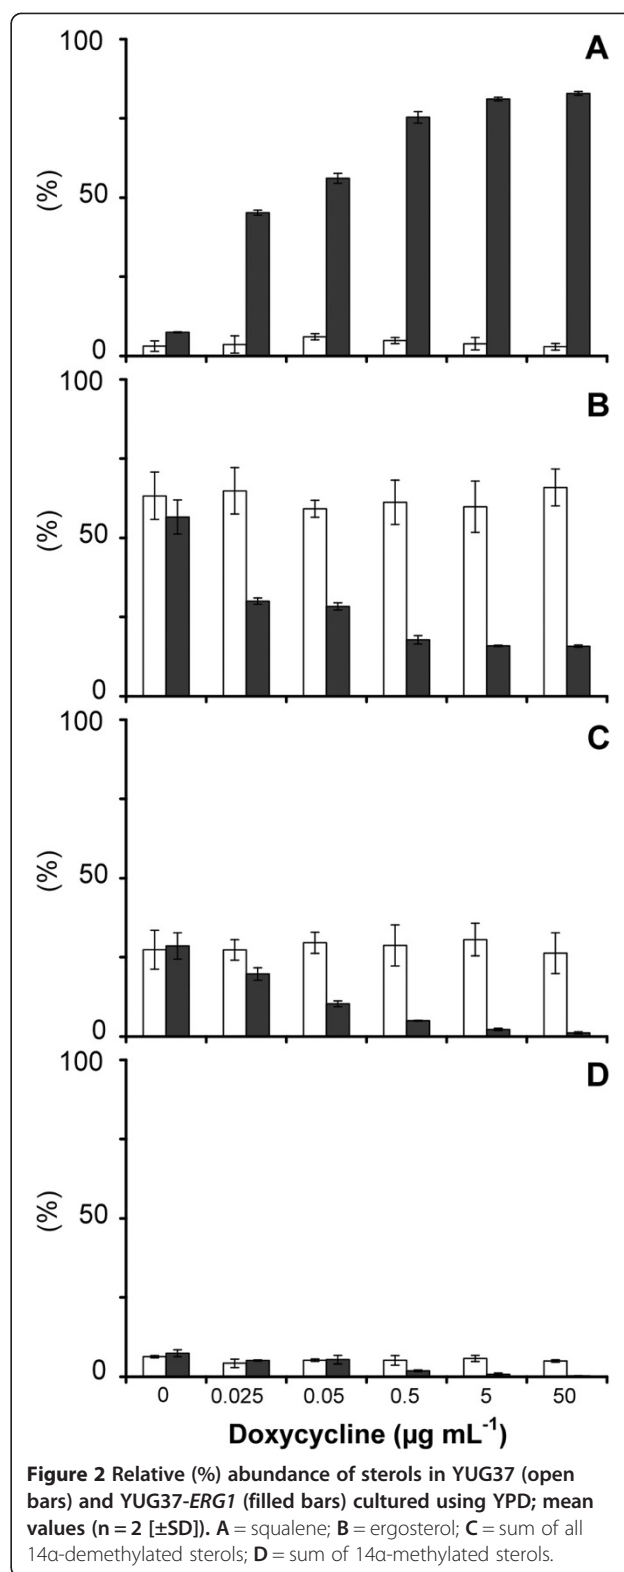 100
A
(%)
50
0
100
B
(%)
50
0
100
C
(%)
50
0
100
D
(%)
50
0
0 0.025 0.05 0.5 5 50
Doxycycline (µg mL⁻¹)
Figure 2 Relative (%) abundance of sterols in YUG37 (open
bars) and YUG37-ERG1 (filled bars) cultured using YPD; mean
values (n = 2 [±SD]). A = squalene; B = ergosterol; C = sum of all
14α-demethylated sterols; D = sum of 14α-methylated sterols.